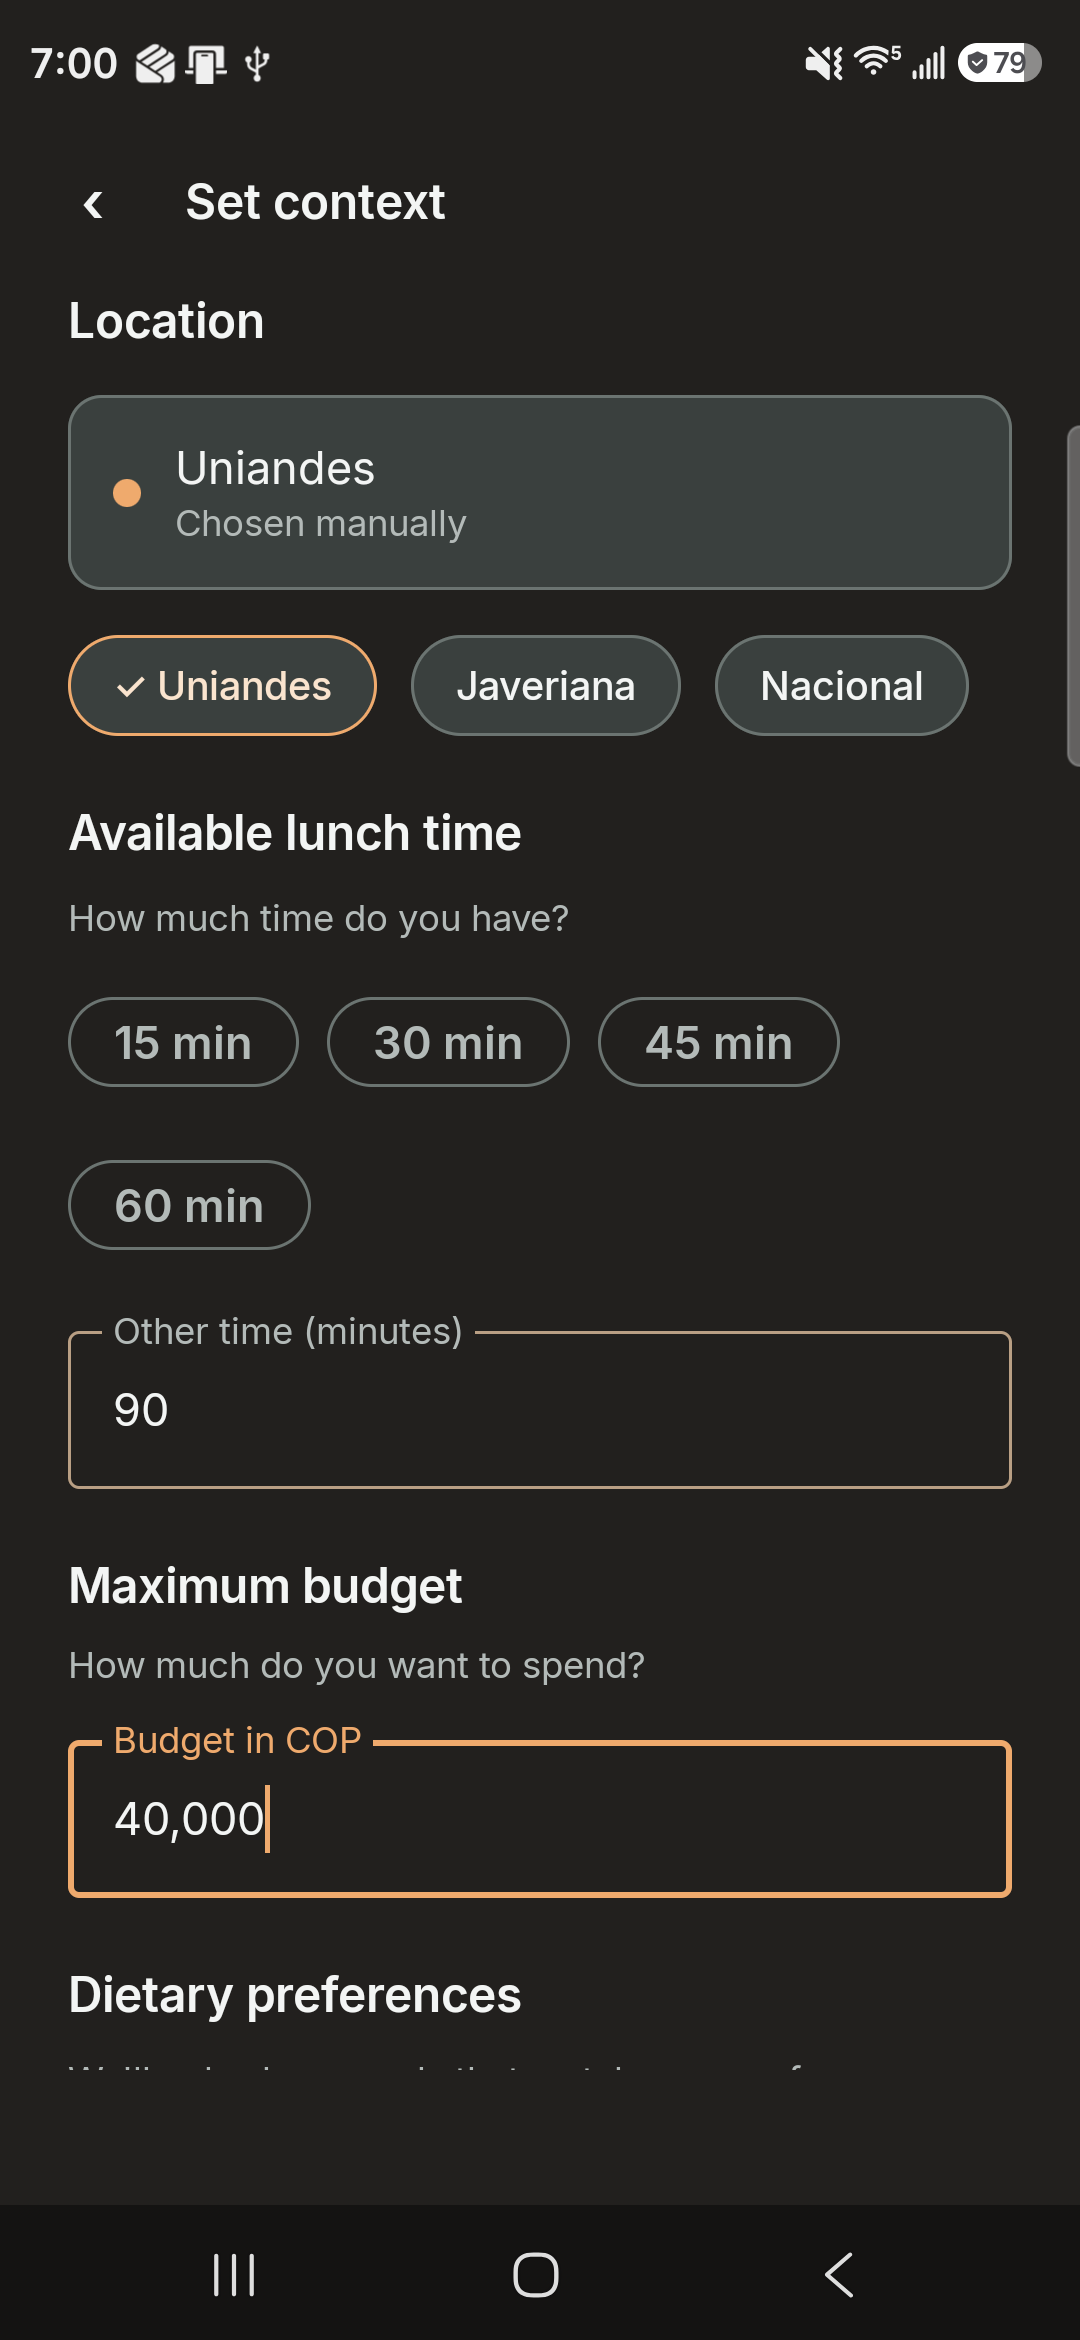 7:00
5
79
Set context
Location
Uniandes
Chosen manually
Uniandes
Javeriana
Nacional
Available lunch time
How much time do you have?
15 min
30 min
45 min
60 min
Other time (minutes)
90
Maximum budget
How much do you want to spend?
Budget in COP
40,000
Dietary preferences